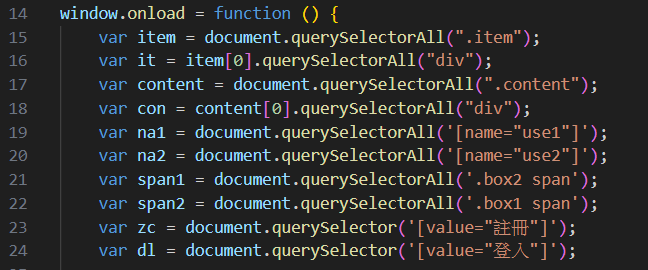 14 window.onload = function () {
15 var item = document.querySelectorAll(".item");
16 var it = item[0].querySelectorAll("div");
17 var content = document.querySelectorAll(".content");
18 var con = content[0].querySelectorAll("div");
19 var na1 = document.querySelectorAll('[name="use1"]');
20 var na2 = document.querySelectorAll('[name="use2"]');
21 var span1 = document.querySelectorAll('.box2 span');
22 var span2 = document.querySelectorAll('.box1 span');
23 var zc = document.querySelector('[value="註冊"]');
24 var dl = document.querySelector('[value="登入"]');